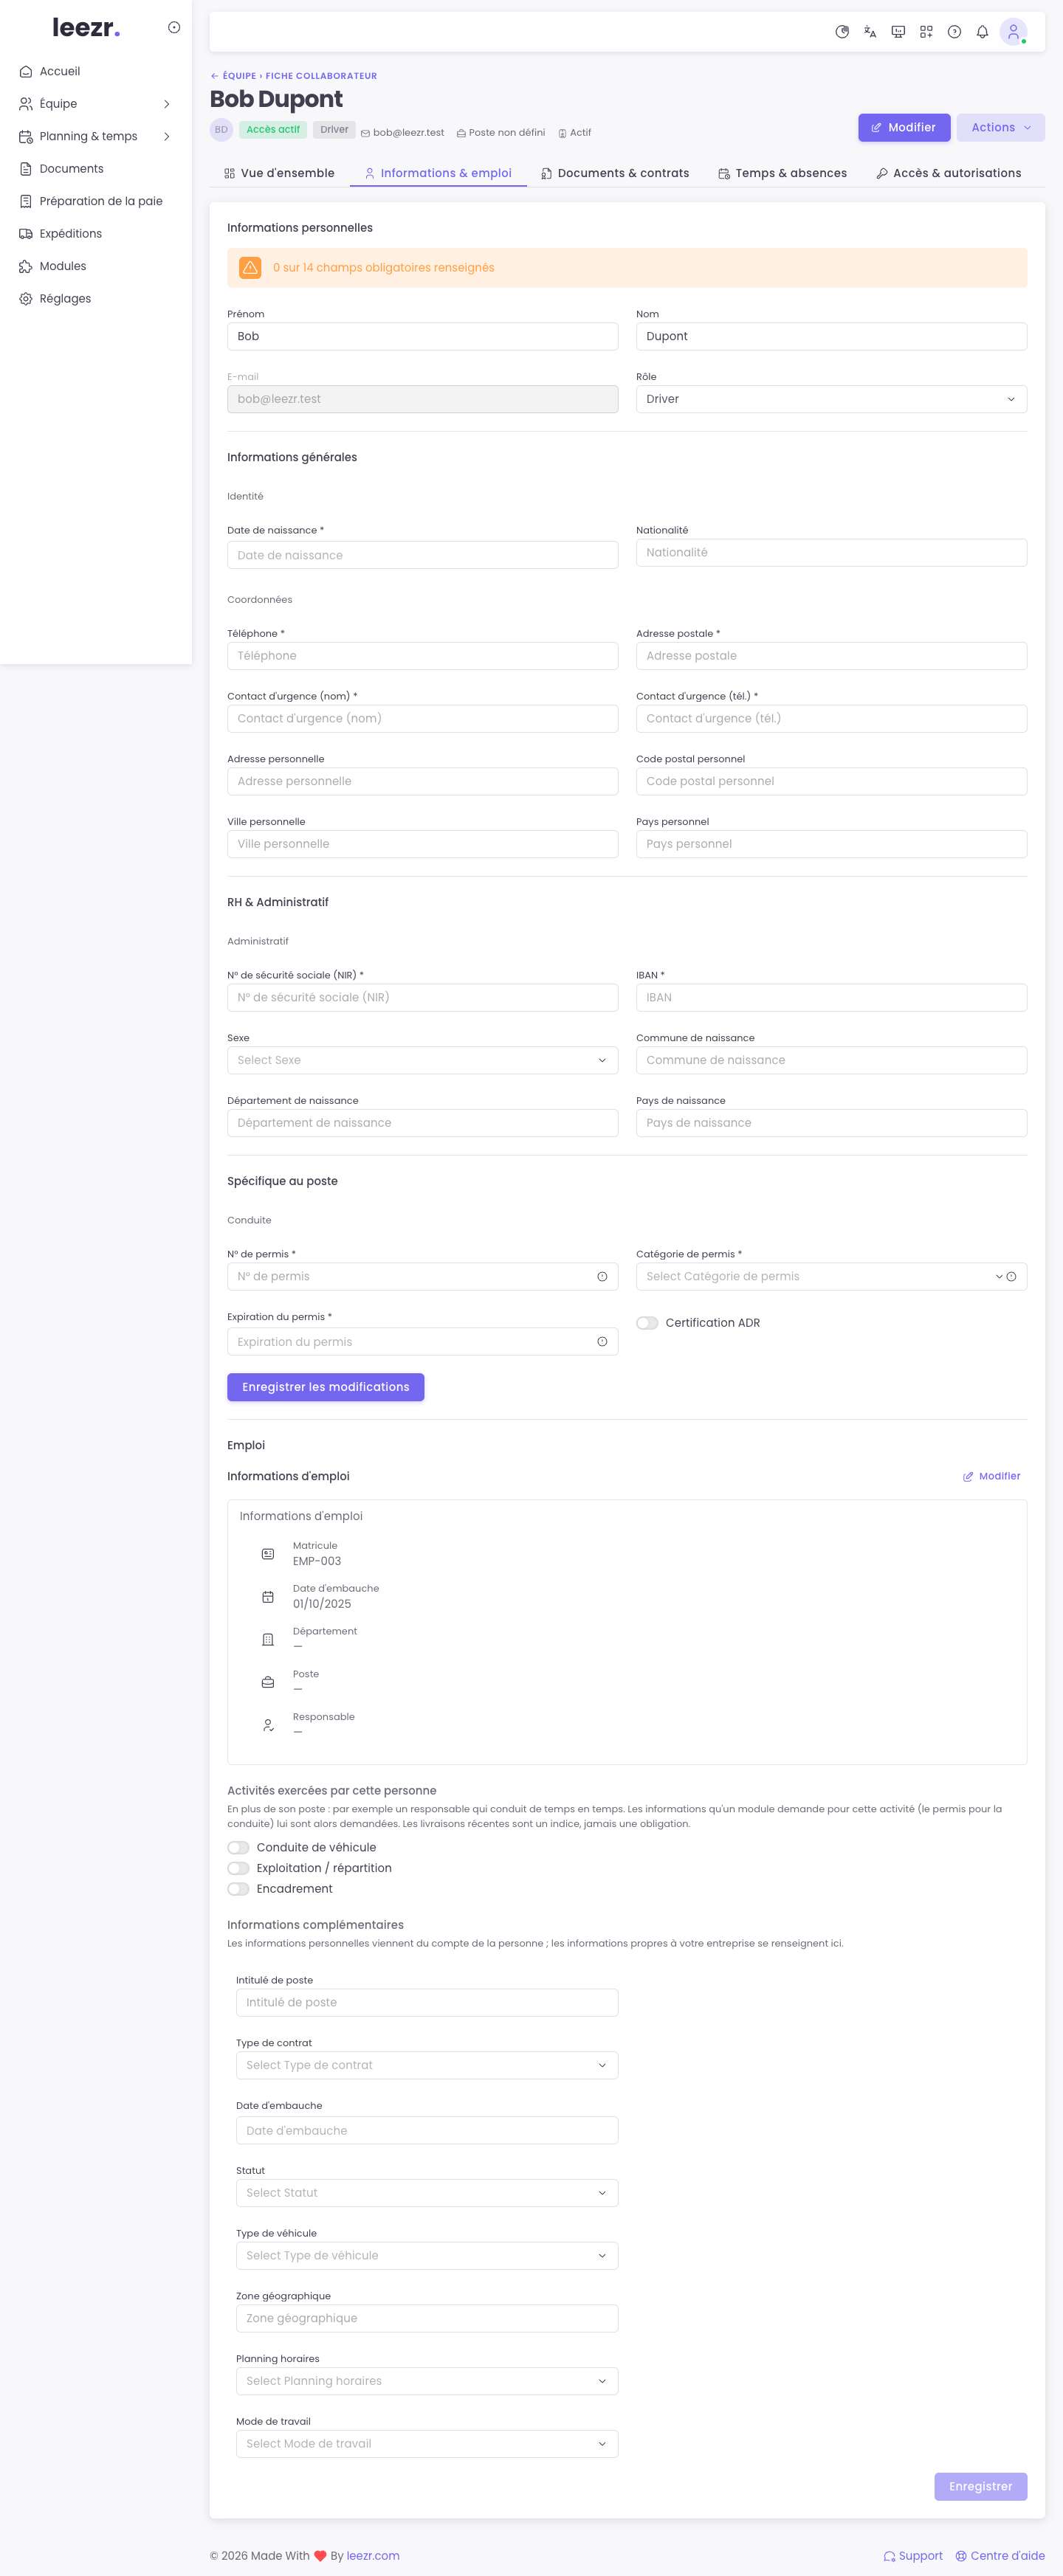 leezr.
Accueil
Équipe
Planning & temps
Documents
Préparation de la paie
Expéditions
Modules
Réglages
← ÉQUIPE › FICHE COLLABORATEUR
Bob Dupont
BD Accès actif Driver bob@leezr.test Poste non défini Actif
Modifier Actions
Vue d'ensemble Informations & emploi Documents & contrats Temps & absences Accès & autorisations
Informations personnelles
0 sur 14 champs obligatoires renseignés
Prénom Nom
Bob Dupont
E-mail Rôle
bob@leezr.test Driver
Informations générales
Identité
Date de naissance * Nationalité
Date de naissance Nationalité
Coordonnées
Téléphone * Adresse postale *
Téléphone Adresse postale
Contact d'urgence (nom) * Contact d'urgence (tél.) *
Contact d'urgence (nom) Contact d'urgence (tél.)
Adresse personnelle Code postal personnel
Adresse personnelle Code postal personnel
Ville personnelle Pays personnel
Ville personnelle Pays personnel
RH & Administratif
Administratif
N° de sécurité sociale (NIR) * IBAN *
N° de sécurité sociale (NIR) IBAN
Sexe Commune de naissance
Select Sexe Commune de naissance
Département de naissance Pays de naissance
Département de naissance Pays de naissance
Spécifique au poste
Conduite
N° de permis * Catégorie de permis *
N° de permis Select Catégorie de permis
Expiration du permis * Certification ADR
Expiration du permis
Enregistrer les modifications
Emploi
Informations d'emploi Modifier
Informations d'emploi
Matricule
EMP-003
Date d'embauche
01/10/2025
Département
—
Poste
—
Responsable
—
Activités exercées par cette personne
En plus de son poste : par exemple un responsable qui conduit de temps en temps. Les informations qu'un module demande pour cette activité (le permis pour la
conduite) lui sont alors demandées. Les livraisons récentes sont un indice, jamais une obligation.
Conduite de véhicule
Exploitation / répartition
Encadrement
Informations complémentaires
Les informations personnelles viennent du compte de la personne ; les informations propres à votre entreprise se renseignent ici.
Intitulé de poste
Intitulé de poste
Type de contrat
Select Type de contrat
Date d'embauche
Date d'embauche
Statut
Select Statut
Type de véhicule
Select Type de véhicule
Zone géographique
Zone géographique
Planning horaires
Select Planning horaires
Mode de travail
Select Mode de travail
Enregistrer
© 2026 Made With ❤ By leezr.com Support Centre d'aide